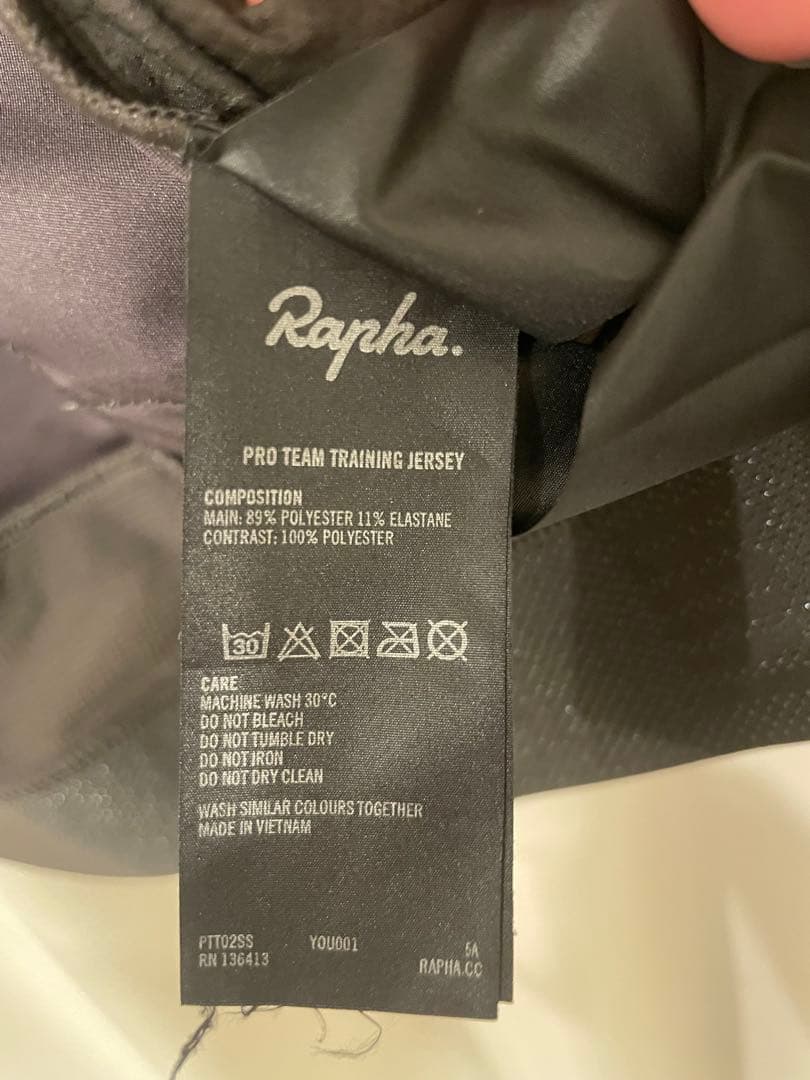 Rapha.
PRO TEAM TRAINING JERSEY
COMPOSITION
MAIN: 89% POLYESTER 11% ELASTANE
CONTRAST: 100% POLYESTER
30
CARE
MACHINE WASH 30°C
DO NOT BLEACH
DO NOT TUMBLE DRY
DO NOT IRON
DO NOT DRY CLEAN
WASH SIMILAR COLOURS TOGETHER
MADE IN VIETNAM
PTT02SS YOU001 5A
RN 136413 RAPHA.CC